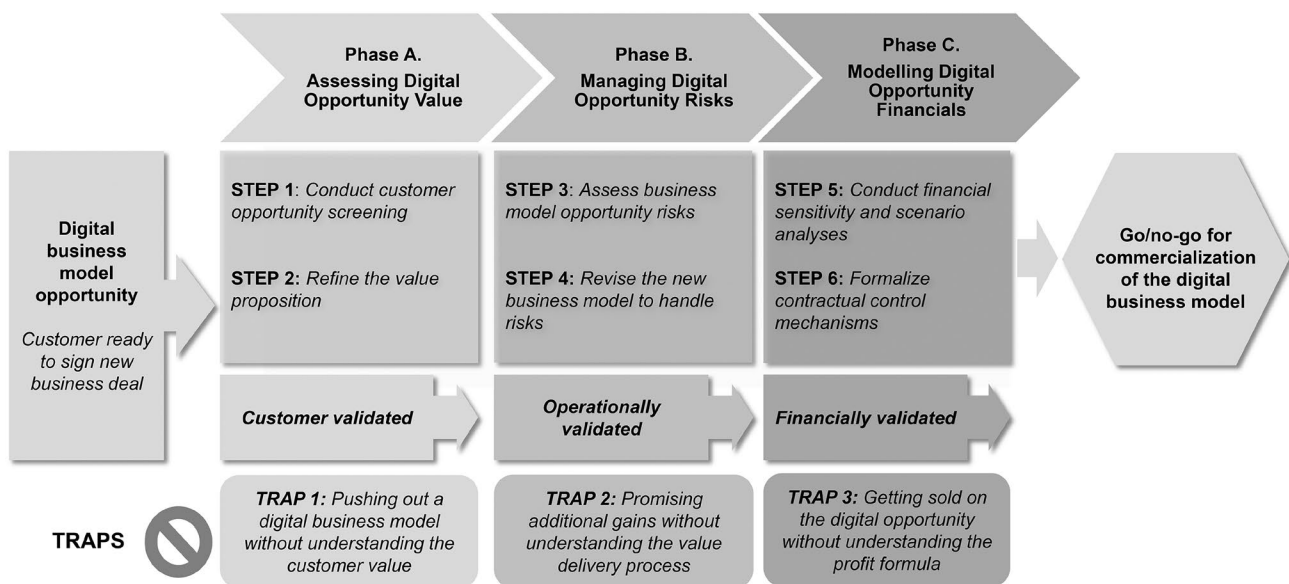 Phase A.
Assessing Digital
Opportunity Value
Phase B.
Managing Digital
Opportunity Risks
Phase C.
Modelling Digital
Opportunity
Financials
Digital
business
model
opportunity
Customer ready
to sign new
business deal
STEP 1: Conduct customer
opportunity screening
STEP 2: Refine the value
proposition
STEP 3: Assess business
model opportunity risks
STEP 4: Revise the new
business model to handle
risks
STEP 5: Conduct financial
sensitivity and scenario
analyses
STEP 6: Formalize
contractual control
mechanisms
Go/no-go for
commercialization
of the digital
business model
Customer validated
Operationally
validated
Financially validated
TRAPS
TRAP 1: Pushing out a
digital business model
without understanding the
customer value
TRAP 2: Promising
additional gains without
understanding the value
delivery process
TRAP 3: Getting sold on
the digital opportunity
without understanding the
profit formula